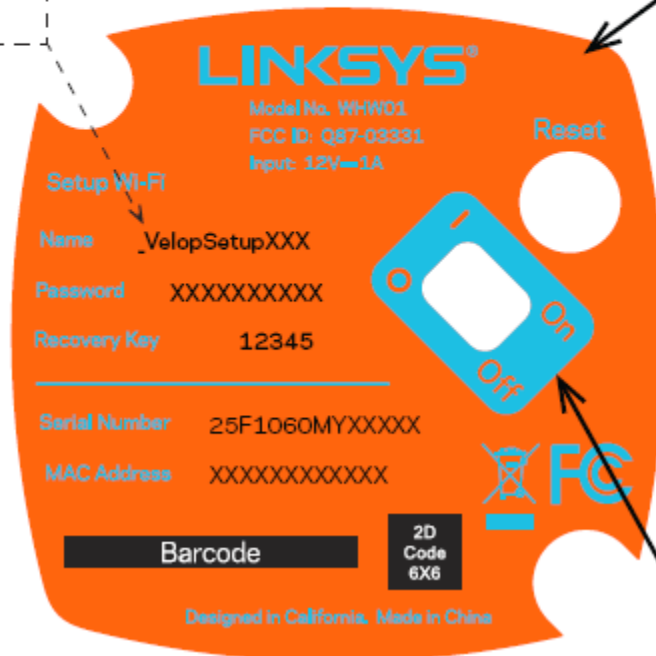 LINKSYS®
Model No. WHW01
FCC ID: Q87-03331
Input: 12V⎓1A
Reset
Setup Wi-Fi
Name _VelopSetupXXX
Password XXXXXXXXXX
Recovery Key 12345
I
O
On
Off
Serial Number 25F1060MYXXXXX
MAC Address XXXXXXXXXXXX
FC
Barcode
2D
Code
6X6
Designed in California. Made in China